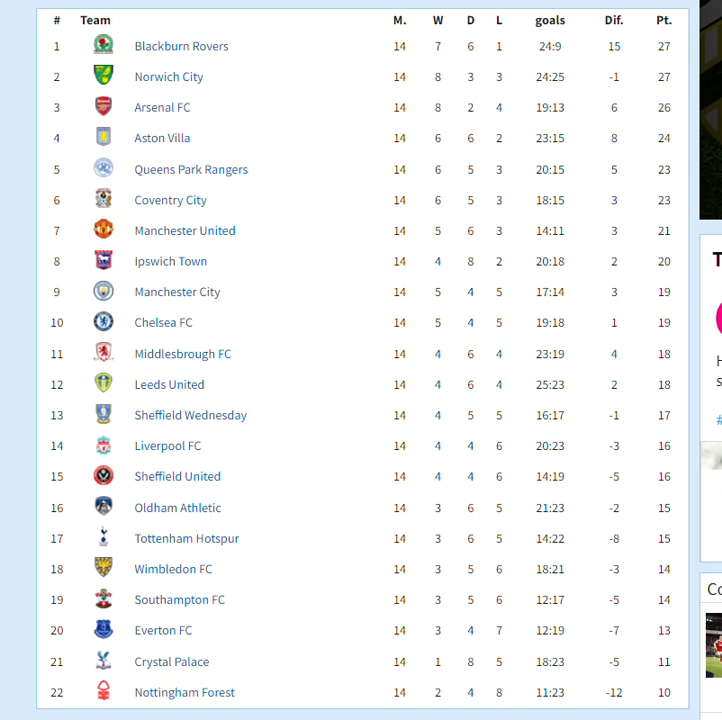 # Team M. W D L goals Dif. Pt.
1 Blackburn Rovers 14 7 6 1 24:9 15 27
2 Norwich City 14 8 3 3 24:25 -1 27
3 Arsenal FC 14 8 2 4 19:13 6 26
4 Aston Villa 14 6 6 2 23:15 8 24
5 Queens Park Rangers 14 6 5 3 20:15 5 23
6 Coventry City 14 6 5 3 18:15 3 23
7 Manchester United 14 5 6 3 14:11 3 21
8 Ipswich Town 14 4 8 2 20:18 2 20
9 Manchester City 14 5 4 5 17:14 3 19
10 Chelsea FC 14 5 4 5 19:18 1 19
11 Middlesbrough FC 14 4 6 4 23:19 4 18
12 Leeds United 14 4 6 4 25:23 2 18
13 Sheffield Wednesday 14 4 5 5 16:17 -1 17
14 Liverpool FC 14 4 4 6 20:23 -3 16
15 Sheffield United 14 4 4 6 14:19 -5 16
16 Oldham Athletic 14 3 6 5 21:23 -2 15
17 Tottenham Hotspur 14 3 6 5 14:22 -8 15
18 Wimbledon FC 14 3 5 6 18:21 -3 14
19 Southampton FC 14 3 5 6 12:17 -5 14
20 Everton FC 14 3 4 7 12:19 -7 13
21 Crystal Palace 14 1 8 5 18:23 -5 11
22 Nottingham Forest 14 2 4 8 11:23 -12 10